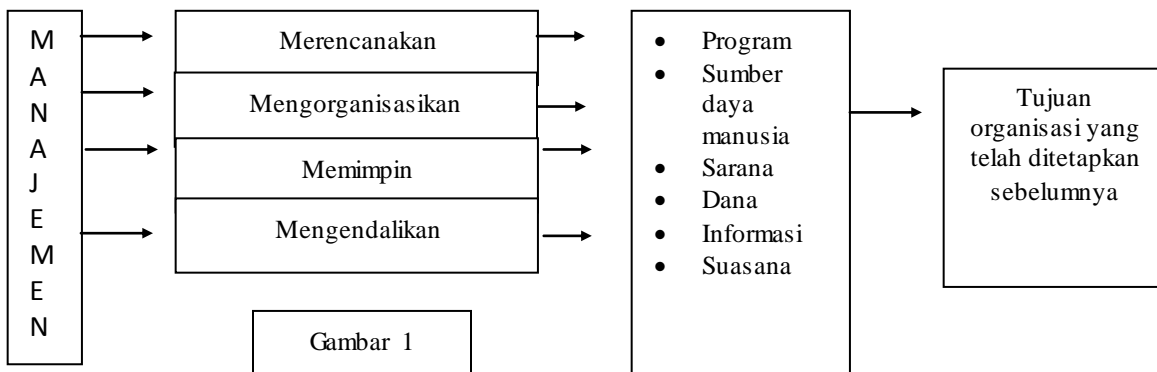 M
A
N
A
J
E
M
E
N
Merencanakan
Mengorganisasikan
Memimpin
Mengendalikan
• Program
• Sumber
daya
manusia
• Sarana
• Dana
• Informasi
• Suasana
Tujuan
organisasi yang
telah ditetapkan
sebelumnya
Gambar 1